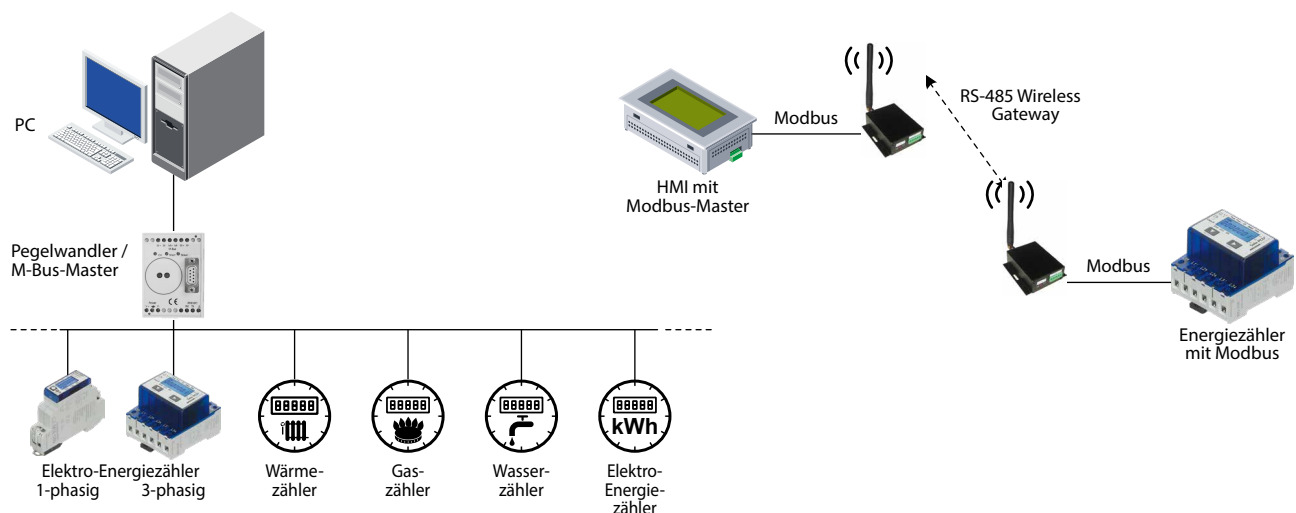 PC
Pegelwandler /
M-Bus-Master
Elektro-Energiezähler
1-phasig 3-phasig
Wärme-
zähler
Gas-
zähler
Wasser-
zähler
kWh
Elektro-
Energie-
zähler
Modbus
HMI mit
Modbus-Master
RS-485 Wireless
Gateway
Modbus
Energiezähler
mit Modbus